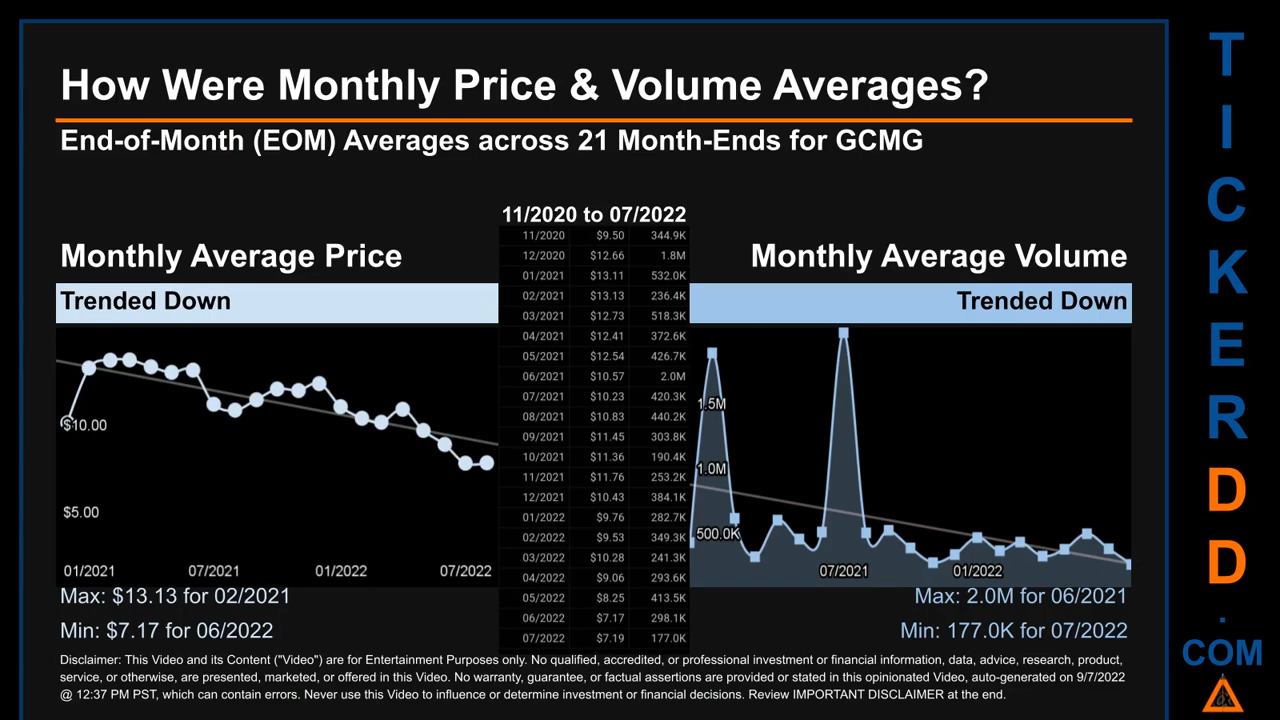 How Were Monthly Price & Volume Averages?
End-of-Month (EOM) Averages across 21 Month-Ends for GCMG
11/2020 to 07/2022
11/2020 $9.50 344.9K
12/2020 $12.66 1.8M
01/2021 $13.11 532.0K
02/2021 $13.13 236.4K
03/2021 $12.73 518.3K
04/2021 $12.41 372.6K
05/2021 $12.54 426.7K
06/2021 $10.57 2.0M
07/2021 $10.23 420.3K
08/2021 $10.83 440.2K
09/2021 $11.45 303.8K
10/2021 $11.36 190.4K
11/2021 $11.76 253.2K
12/2021 $10.43 384.1K
01/2022 $9.76 282.7K
02/2022 $9.53 349.3K
03/2022 $10.28 241.3K
04/2022 $9.06 293.6K
05/2022 $8.25 413.5K
06/2022 $7.17 298.1K
07/2022 $7.19 177.0K
Monthly Average Price
Trended Down
$10.00
$5.00
01/2021 07/2021 01/2022 07/2022
Max: $13.13 for 02/2021
Min: $7.17 for 06/2022
Monthly Average Volume
Trended Down
1.5M
1.0M
500.0K
07/2021 01/2022
Max: 2.0M for 06/2021
Min: 177.0K for 07/2022
Disclaimer: This Video and its Content ("Video") are for Entertainment Purposes only. No qualified, accredited, or professional investment or financial information, data, advice, research, product,
service, or otherwise, are presented, marketed, or offered in this Video. No warranty, guarantee, or factual assertions are provided or stated in this opinionated Video, auto-generated on 9/7/2022
@ 12:37 PM PST, which can contain errors. Never use this Video to influence or determine investment or financial decisions. Review IMPORTANT DISCLAIMER at the end.
T
I
C
K
E
R
D
D
.
COM